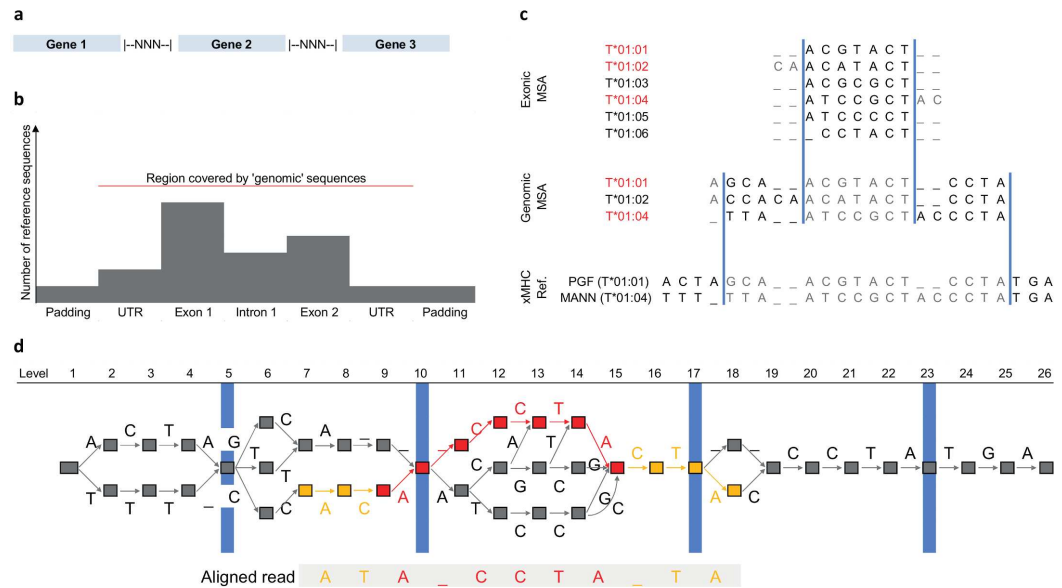 a
Gene 1 |--NNN--| Gene 2 |--NNN--| Gene 3
b
Number of reference sequences
Region covered by 'genomic' sequences
Padding UTR Exon 1 Intron 1 Exon 2 UTR Padding
c
Exonic MSA
T*01:01 _ _ A C G T A C T _ _
T*01:02 C A A C A T A C T _ _
T*01:03 _ _ A C G C G C T _ _
T*01:04 _ _ A T C C G C T A C
T*01:05 _ _ A T C C C C T _ _
T*01:06 _ _ _ C C T A C T _ _
Genomic MSA
T*01:01 A G C A _ _ A C G T A C T _ _ C C T A
T*01:02 A C C A C A A C A T A C T _ _ C C T A
T*01:04 _ T T A _ _ A T C C G C T A C C C T A
xMHC Ref.
PGF (T*01:01) A C T A G C A _ _ A C G T A C T _ _ C C T A T G A
MANN (T*01:04) T T T _ T T A _ _ A T C C G C T A C C C T A T G A
d
Level 1 2 3 4 5 6 7 8 9 10 11 12 13 14 15 16 17 18 19 20 21 22 23 24 25 26
A C T A G C A _ _ _ C C T A C T _ _ C C T A T G A
T T A T C G
T T T _ C C A C A A G C G A C
T C C C
Aligned read A T A _ C C T A _ T A